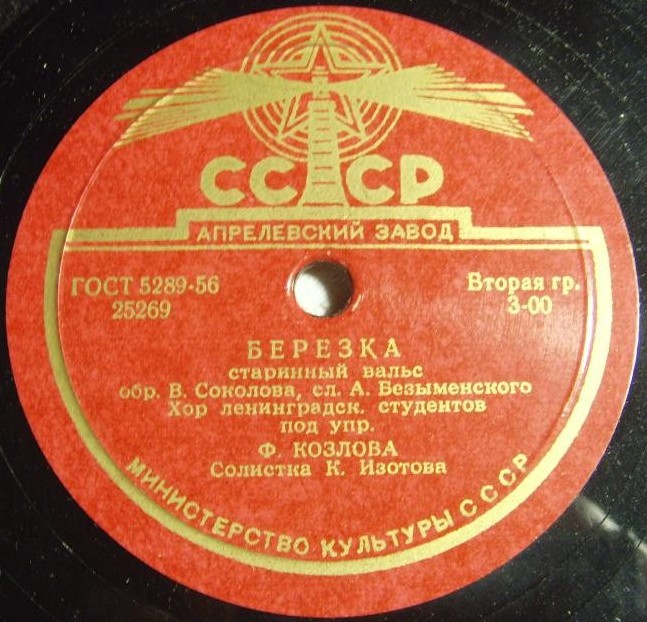 СССР
АПРЕЛЕВСКИЙ ЗАВОД
ГОСТ 5289-56
25269
Вторая гр.
3-00
БЕРЕЗКА
старинный вальс
обр. В. Соколова, сл. А. Безыменского
Хор ленинградск. студентов
под упр.
Ф. КОЗЛОВА
Солистка К. Изотова
МИНИСТЕРСТВО КУЛЬТУРЫ СССР